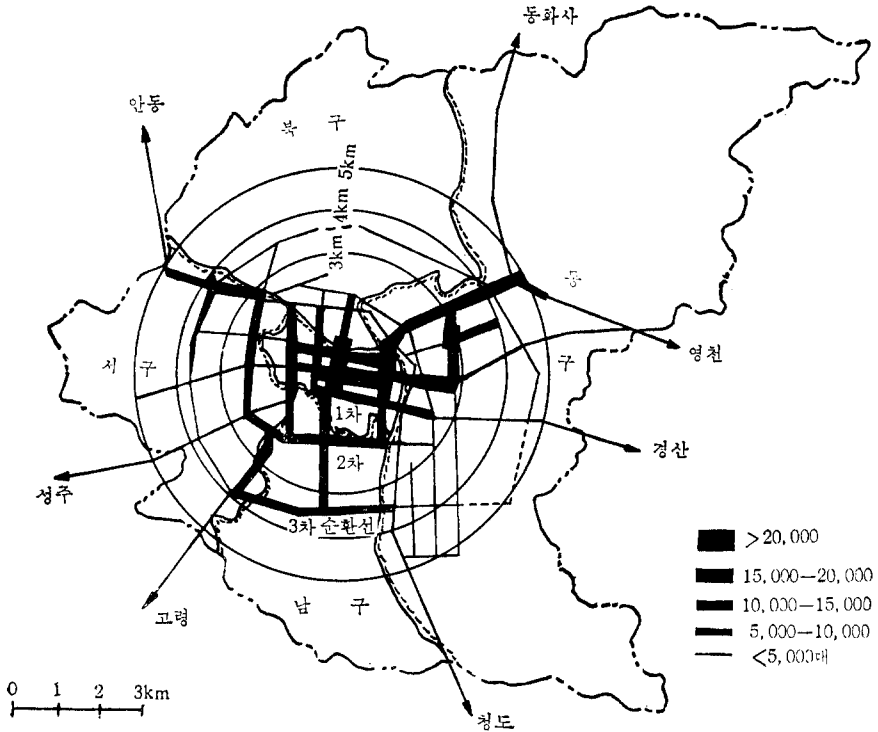 동화사
안동
북 구
5km
4km
3km
동
영천
서 구
구
1차
경산
2차
성주
3차 순환선
>20,000
15,000—20,000
고령
남 구
10,000—15,000
5,000—10,000
<5,000대
0 1 2 3km
청도